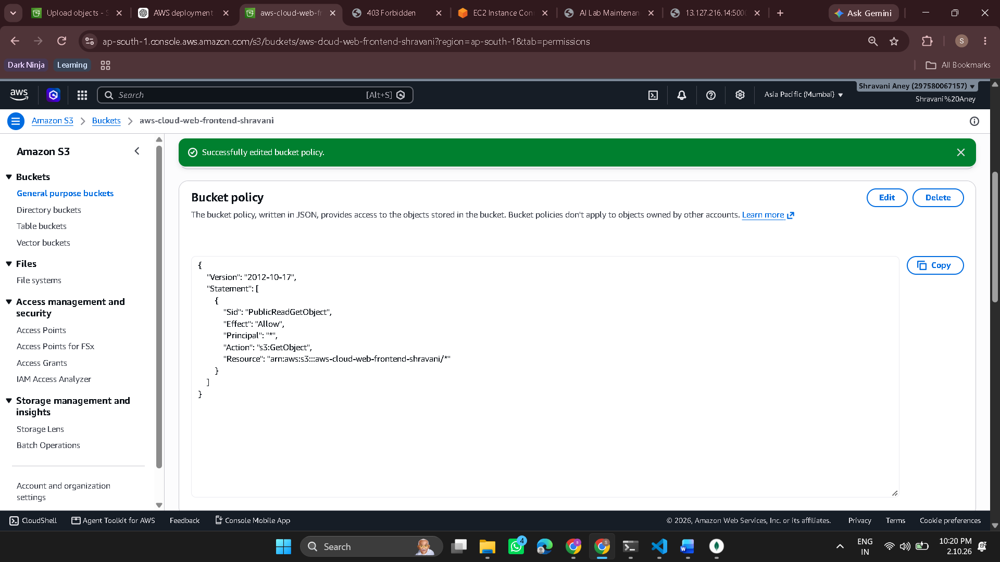 Upload objects - S
AWS deployment
aws-cloud-web-fr
403 Forbidden
EC2 Instance Con
AI Lab Maintenan
13.127.216.14:5000
Ask Gemini
ap-south-1.console.aws.amazon.com/s3/buckets/aws-cloud-web-frontend-shravani?region=ap-south-1&tab=permissions
S
Dark Ninja
Learning
All Bookmarks
aws
Search
[Alt+S]
Asia Pacific (Mumbai)
Shravani Aney (297580067157)
Shravani%20Aney
Amazon S3
Buckets
aws-cloud-web-frontend-shravani
Amazon S3
Buckets
General purpose buckets
Directory buckets
Table buckets
Vector buckets
Files
File systems
Access management and
security
Access Points
Access Points for FSx
Access Grants
IAM Access Analyzer
Storage management and
insights
Storage Lens
Batch Operations
Account and organization
settings
Successfully edited bucket policy.
Bucket policy
Edit
Delete
The bucket policy, written in JSON, provides access to the objects stored in the bucket. Bucket policies don't apply to objects owned by other accounts. Learn more
Copy
{
"Version": "2012-10-17",
"Statement": [
{
"Sid": "PublicReadGetObject",
"Effect": "Allow",
"Principal": "*",
"Action": "s3:GetObject",
"Resource": "arn:aws:s3:::aws-cloud-web-frontend-shravani/*"
}
]
}
CloudShell
Agent Toolkit for AWS
Feedback
Console Mobile App
© 2026, Amazon Web Services, Inc. or its affiliates.
Privacy
Terms
Cookie preferences
Search
4
ENG
IN
10:20 PM
2.10.26